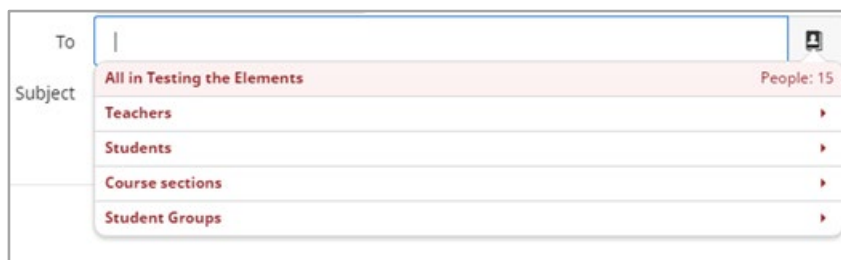 To
All in Testing the Elements People: 15
Subject
Teachers
Students
Course sections
Student Groups